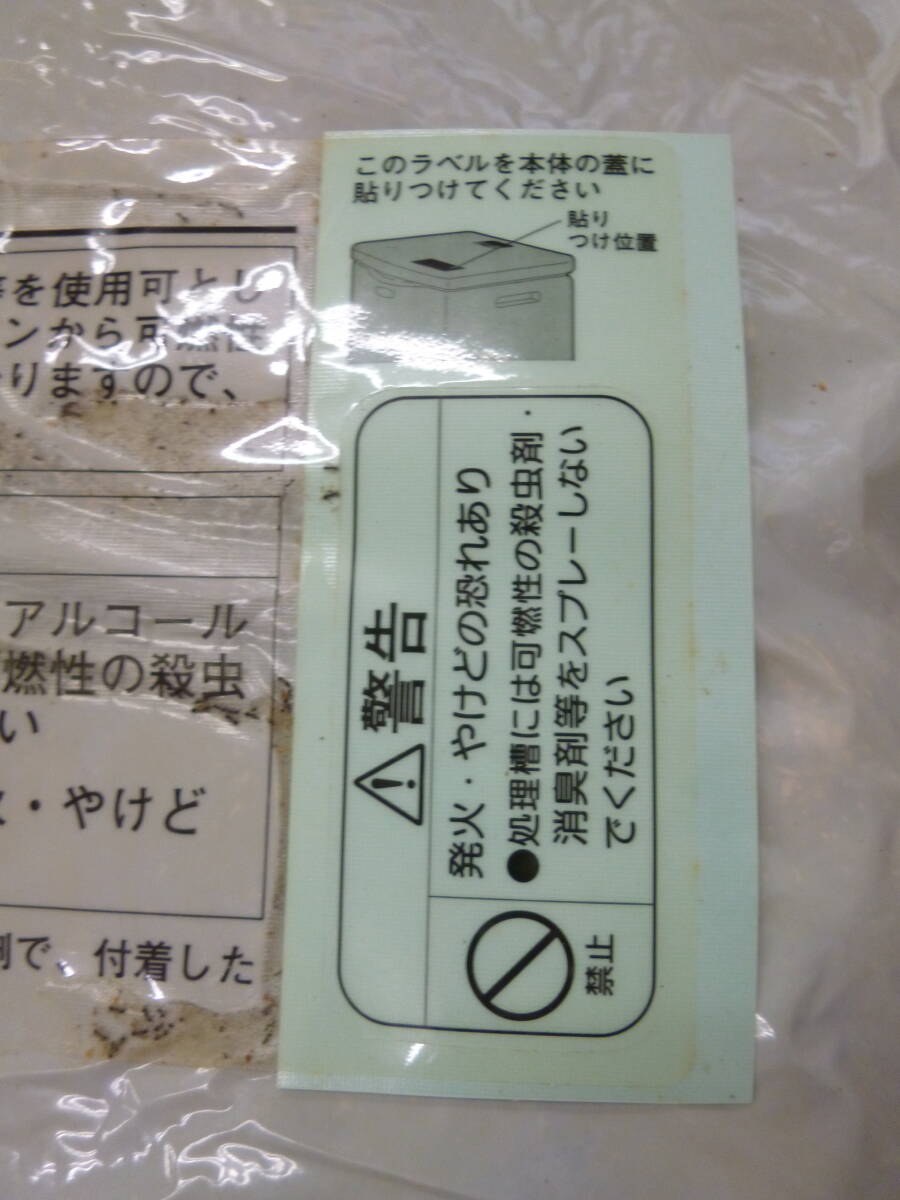 を使用可とし
ンから可燃性
りますので、
アルコール
燃性の殺虫
い
・やけど
で、付着した
このラベルを本体の蓋に
貼りつけてください
貼り
つけ位置
警告
発火・やけどの恐れあり
●処理槽には可燃性の殺虫剤・
消臭剤等をスプレーしない
でください
禁止